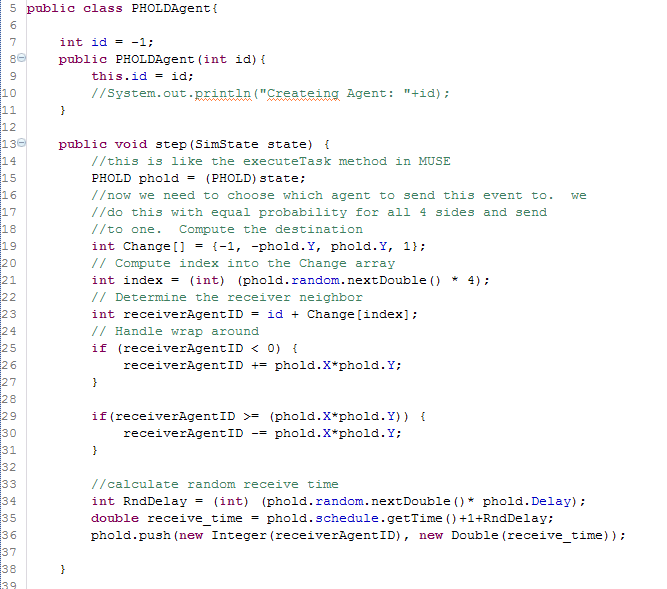 5 public class PHOLDAgent{
6
7 int id = -1;
8 public PHOLDAgent(int id){
9 this.id = id;
10 //System.out.println("Createing Agent: "+id);
11 }
12
13 public void step(SimState state) {
14 //this is like the executeTask method in MUSE
15 PHOLD phold = (PHOLD)state;
16 //now we need to choose which agent to send this event to.  we
17 //do this with equal probability for all 4 sides and send
18 //to one.  Compute the destination
19 int Change[] = {-1, -phold.Y, phold.Y, 1};
20 // Compute index into the Change array
21 int index = (int) (phold.random.nextDouble() * 4);
22 // Determine the receiver neighbor
23 int receiverAgentID = id + Change[index];
24 // Handle wrap around
25 if (receiverAgentID < 0) {
26 receiverAgentID += phold.X*phold.Y;
27 }
28
29 if(receiverAgentID >= (phold.X*phold.Y)) {
30 receiverAgentID -= phold.X*phold.Y;
31 }
32
33 //calculate random receive time
34 int RndDelay = (int) (phold.random.nextDouble()* phold.Delay);
35 double receive_time = phold.schedule.getTime()+1+RndDelay;
36 phold.push(new Integer(receiverAgentID), new Double(receive_time));
37
38 }
39